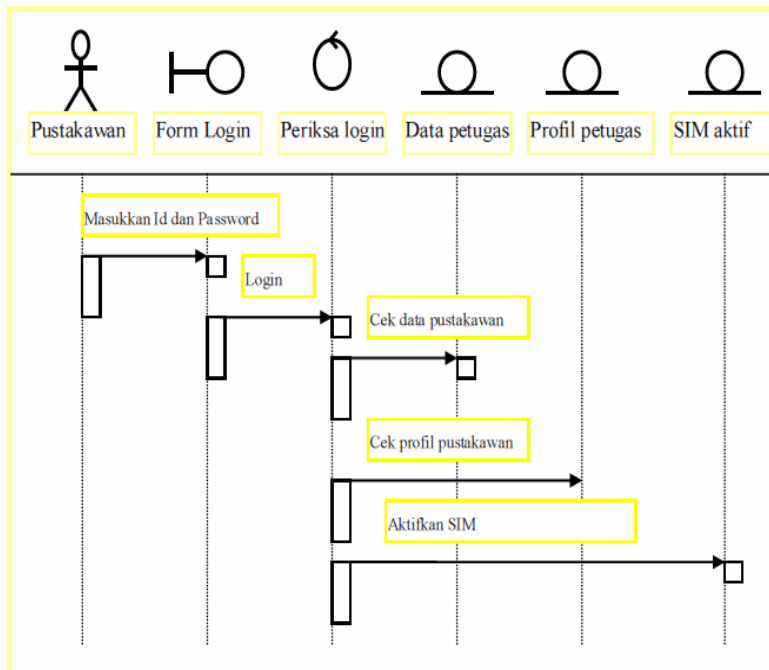 Pustakawan
Form Login
Periksa login
Data petugas
Profil petugas
SIM aktif
Masukkan Id dan Password
Login
Cek data pustakawan
Cek profil pustakawan
Aktifkan SIM